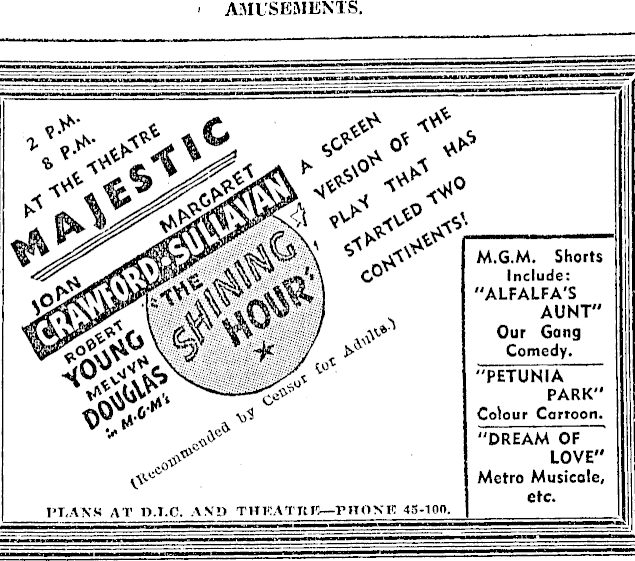 AMUSEMENTS.
2 P.M.
8 P.M.
AT THE THEATRE
MAJESTIC
JOAN MARGARET
CRAWFORD SULLAVAN
ROBERT
YOUNG
MELVYN
DOUGLAS
in M·G·M's
"THE
SHINING
HOUR"
A SCREEN
VERSION OF THE
PLAY THAT HAS
STARTLED TWO
CONTINENTS!
(Recommended by Censor for Adults.)
M.G.M. Shorts
Include:
"ALFALFA'S
AUNT"
Our Gang
Comedy.
"PETUNIA
PARK"
Colour Cartoon.
"DREAM OF
LOVE"
Metro Musicale,
etc.
PLANS AT D.I.C. AND THEATRE—PHONE 45-100.